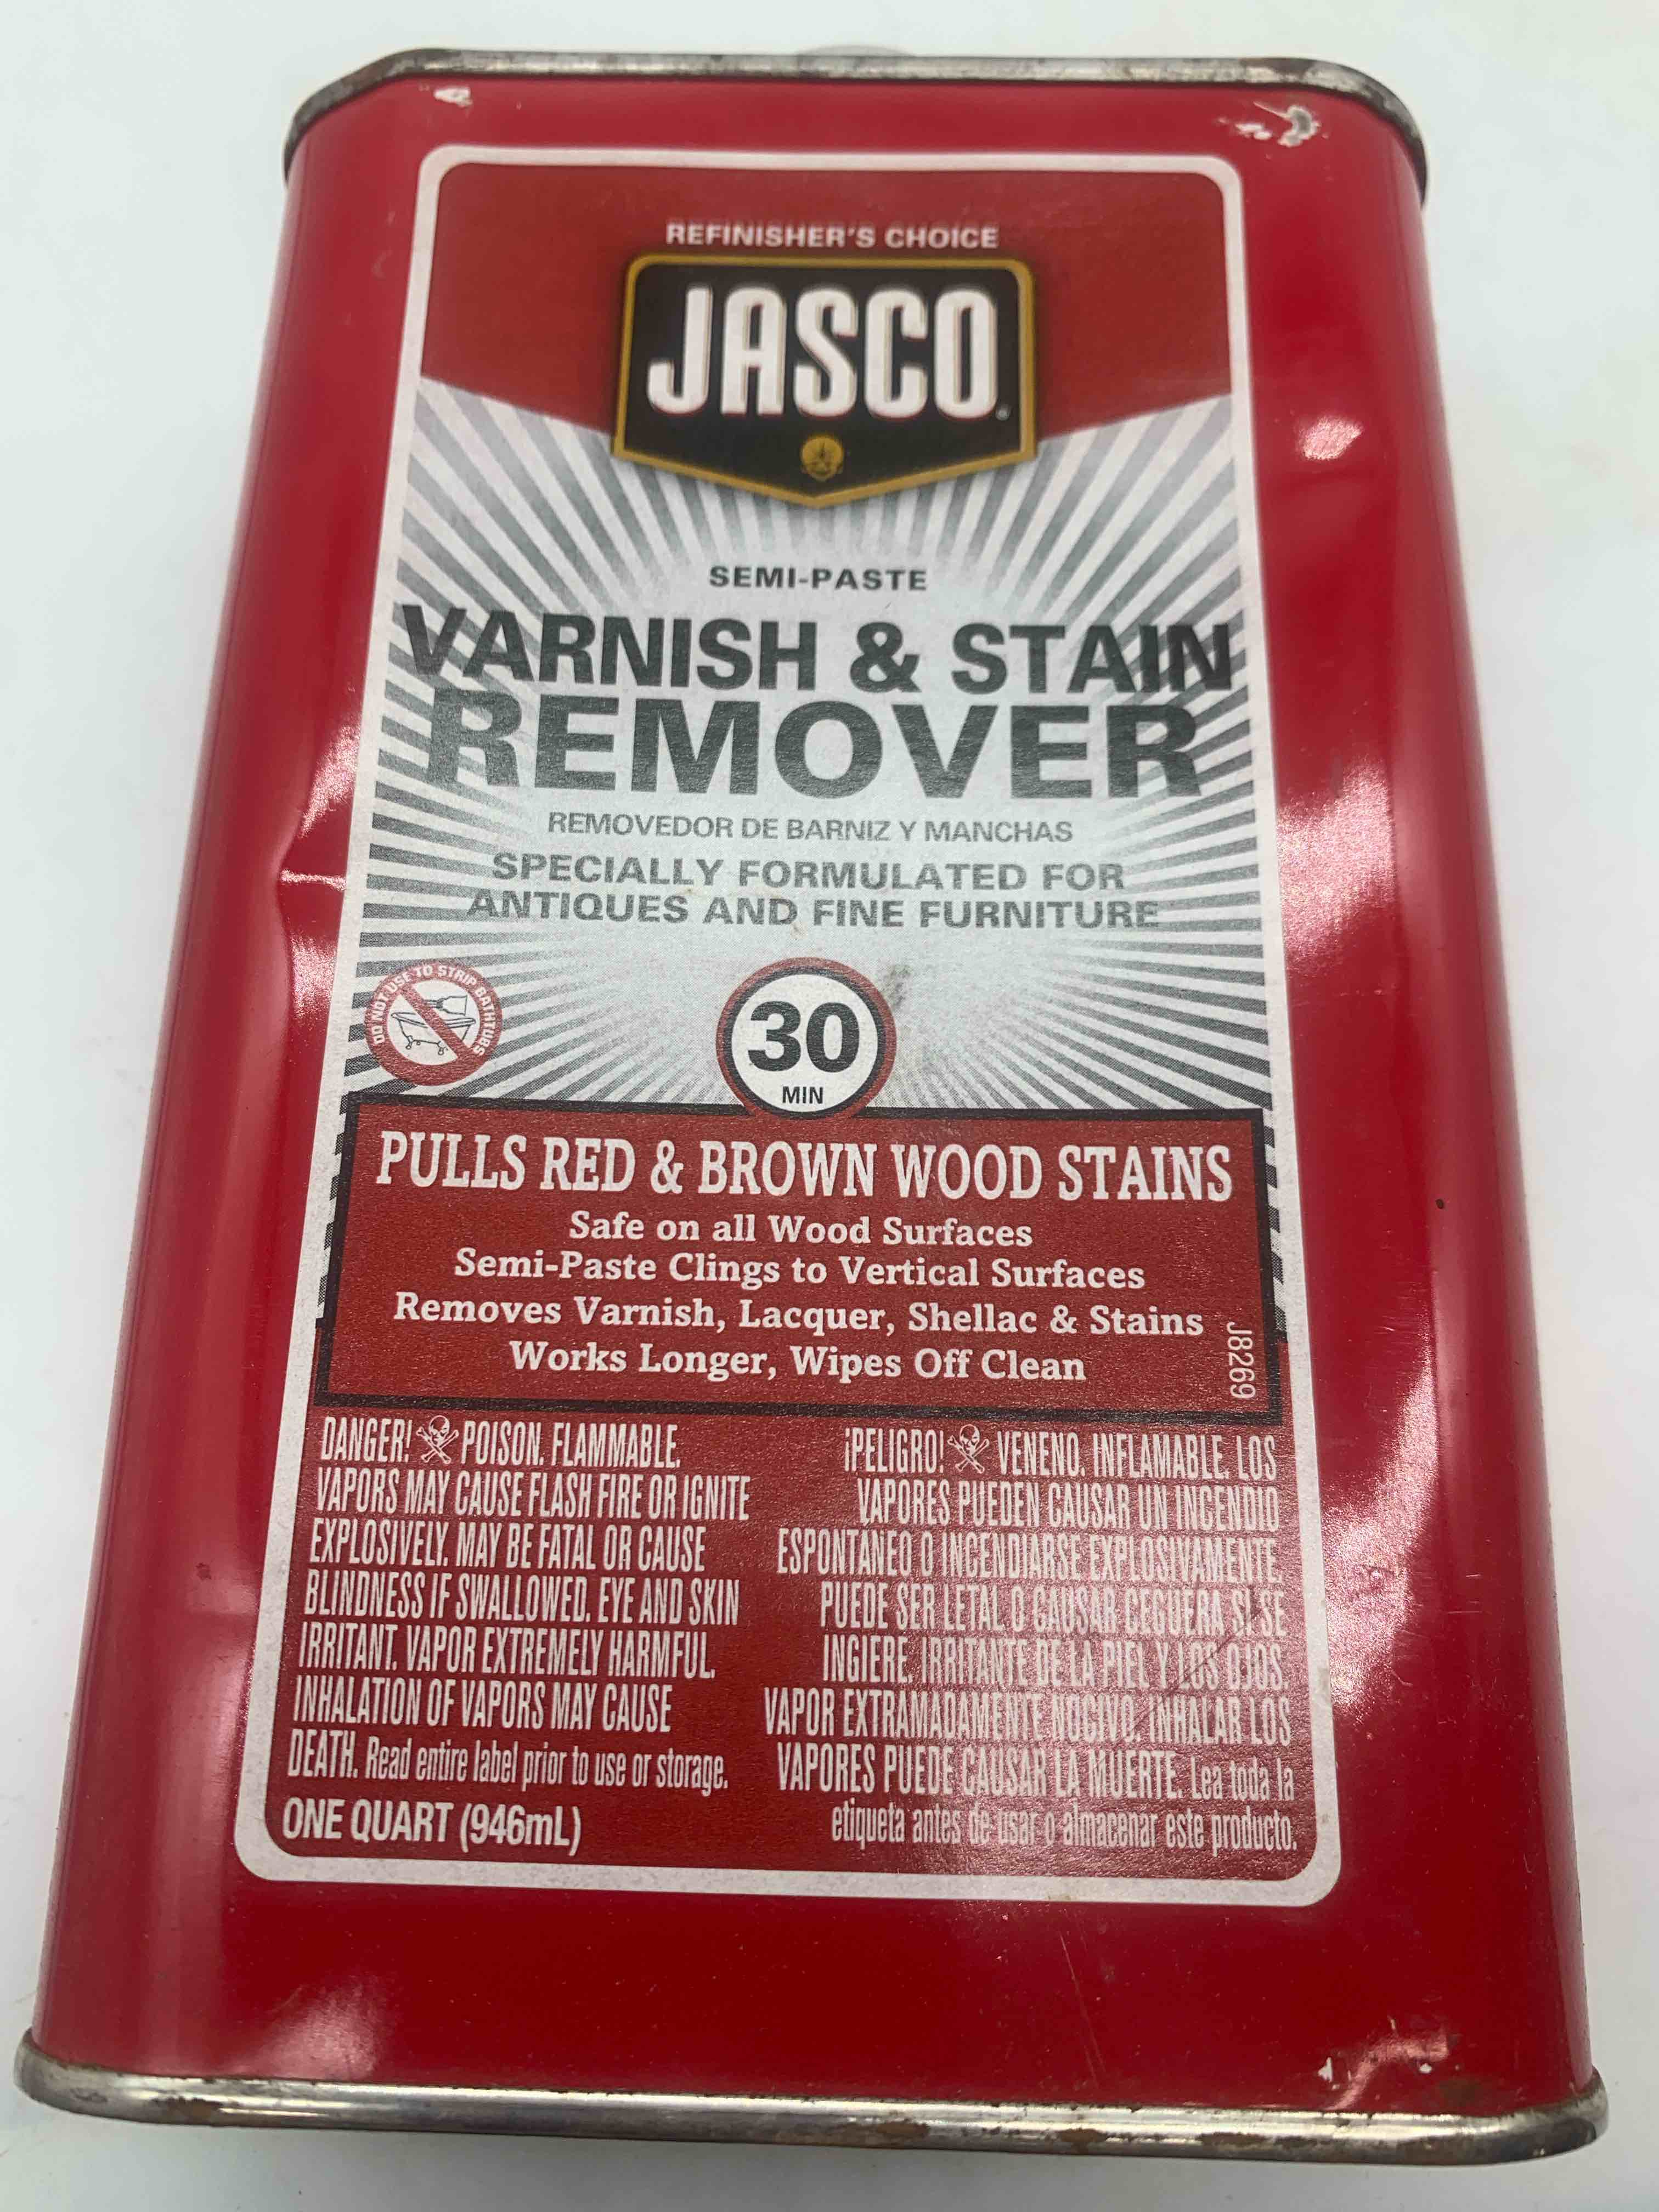 REFINISHER'S CHOICE
JASCO
SEMI-PASTE
VARNISH & STAIN
REMOVER
REMOVEDOR DE BARNIZ Y MANCHAS
SPECIALLY FORMULATED FOR
ANTIQUES AND FINE FURNITURE
DO NOT USE TO STRIP BATHTUBS
30
MIN
PULLS RED & BROWN WOOD STAINS
Safe on all Wood Surfaces
Semi-Paste Clings to Vertical Surfaces
Removes Varnish, Lacquer, Shellac & Stains
Works Longer, Wipes Off Clean
J8269
DANGER! POISON. FLAMMABLE.
VAPORS MAY CAUSE FLASH FIRE OR IGNITE
EXPLOSIVELY. MAY BE FATAL OR CAUSE
BLINDNESS IF SWALLOWED. EYE AND SKIN
IRRITANT. VAPOR EXTREMELY HARMFUL.
INHALATION OF VAPORS MAY CAUSE
DEATH. Read entire label prior to use or storage.
ONE QUART (946mL)
¡PELIGRO! VENENO. INFLAMABLE. LOS
VAPORES PUEDEN CAUSAR UN INCENDIO
ESPONTANEO O INCENDIARSE EXPLOSIVAMENTE.
PUEDE SER LETAL O CAUSAR CEGUERA SI SE
INGIERE. IRRITANTE DE LA PIEL Y LOS OJOS.
VAPOR EXTRAMADAMENTE NOCIVO. INHALAR LOS
VAPORES PUEDE CAUSAR LA MUERTE. Lea toda la
etiqueta antes de usar o almacenar este producto.